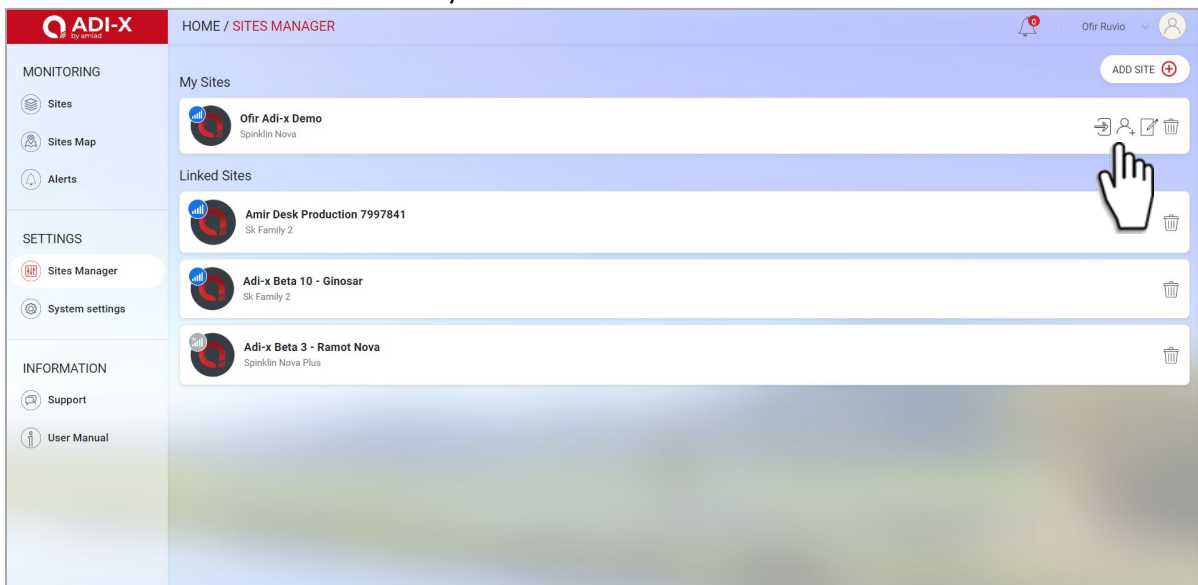 ADI-X
by amiad
HOME / SITES MANAGER
0
Ofir Ruvio
MONITORING
Sites
Sites Map
Alerts
SETTINGS
Sites Manager
System settings
INFORMATION
Support
User Manual
ADD SITE
My Sites
Ofir Adi-x Demo
Spinklin Nova
Linked Sites
Amir Desk Production 7997841
Sk Family 2
Adi-x Beta 10 - Ginosar
Sk Family 2
Adi-x Beta 3 - Ramot Nova
Spinklin Nova Plus